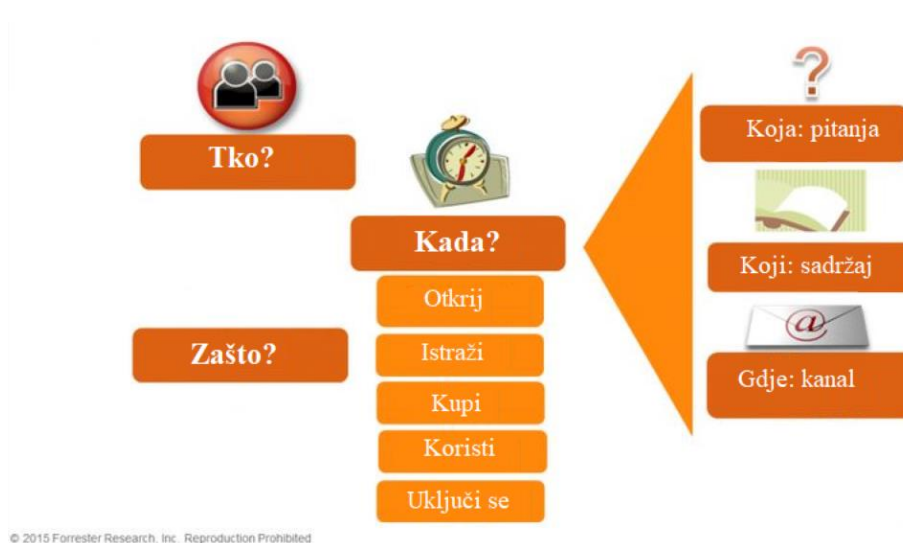 Tko?
Zašto?
Kada?
Otkrij
Istraži
Kupi
Koristi
Uključi se
?
Koja: pitanja
Koji: sadržaj
@
Gdje: kanal
© 2015 Forrester Research, Inc. Reproduction Prohibited